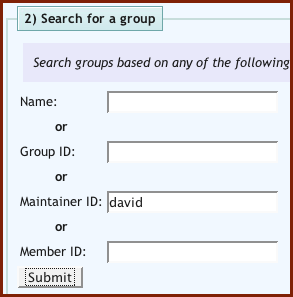 2) Search for a group
Search groups based on any of the following
Name:
or
Group ID:
or
Maintainer ID: david
or
Member ID:
Submit